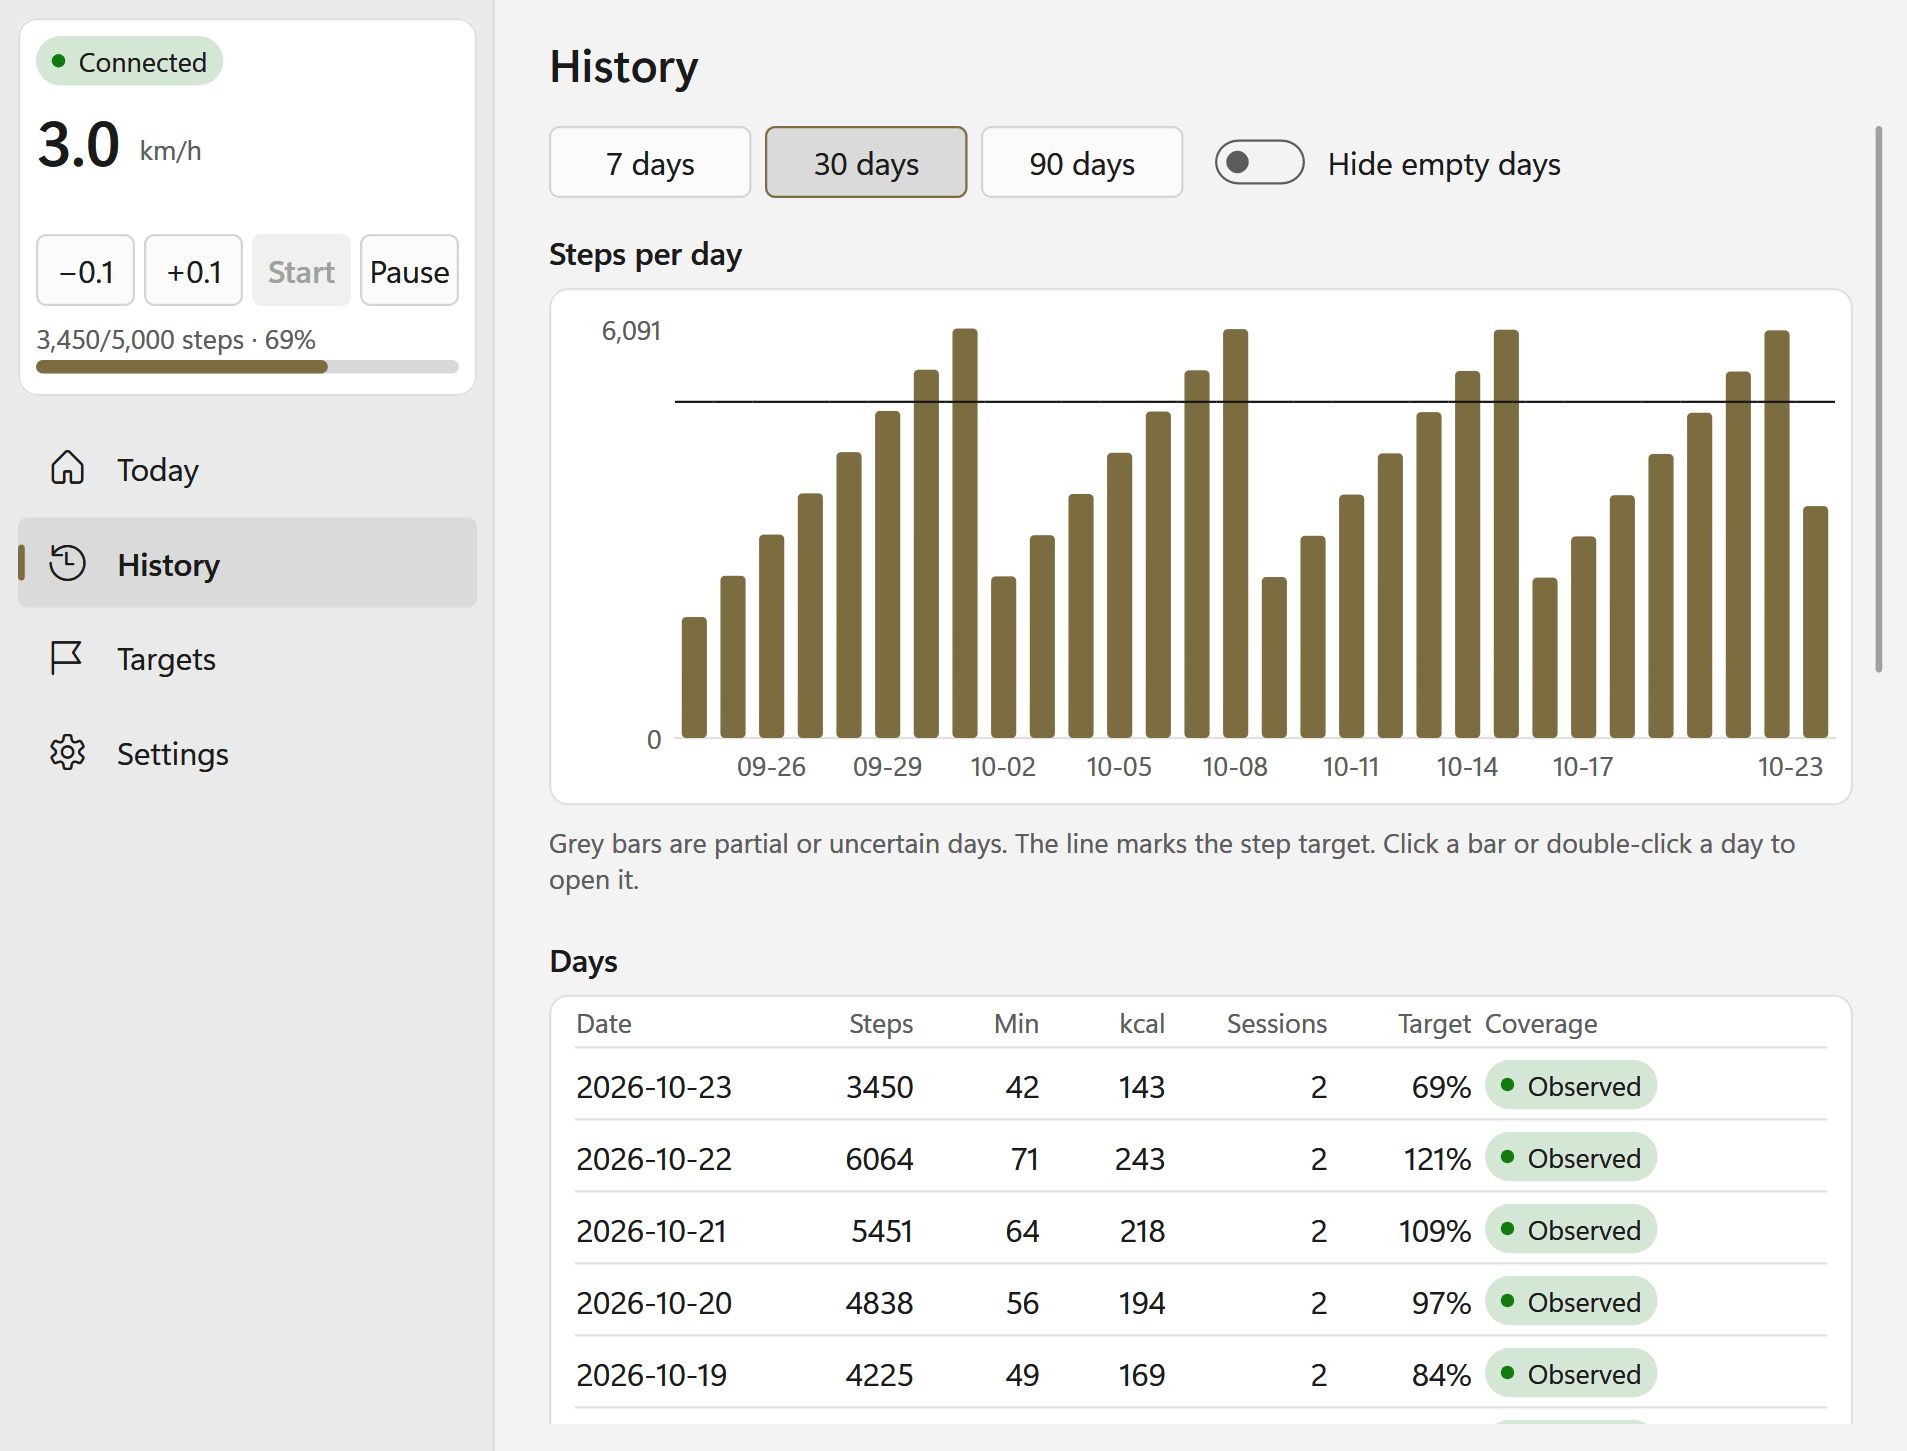 Connected
3.0 km/h
−0.1 +0.1 Start Pause
3,450/5,000 steps · 69%
Today
History
Targets
Settings
History
7 days 30 days 90 days Hide empty days
Steps per day
6,091
0
09-26 09-29 10-02 10-05 10-08 10-11 10-14 10-17 10-23
Grey bars are partial or uncertain days. The line marks the step target. Click a bar or double-click a day to
open it.
Days
Date Steps Min kcal Sessions Target Coverage
2026-10-23 3450 42 143 2 69% Observed
2026-10-22 6064 71 243 2 121% Observed
2026-10-21 5451 64 218 2 109% Observed
2026-10-20 4838 56 194 2 97% Observed
2026-10-19 4225 49 169 2 84% Observed